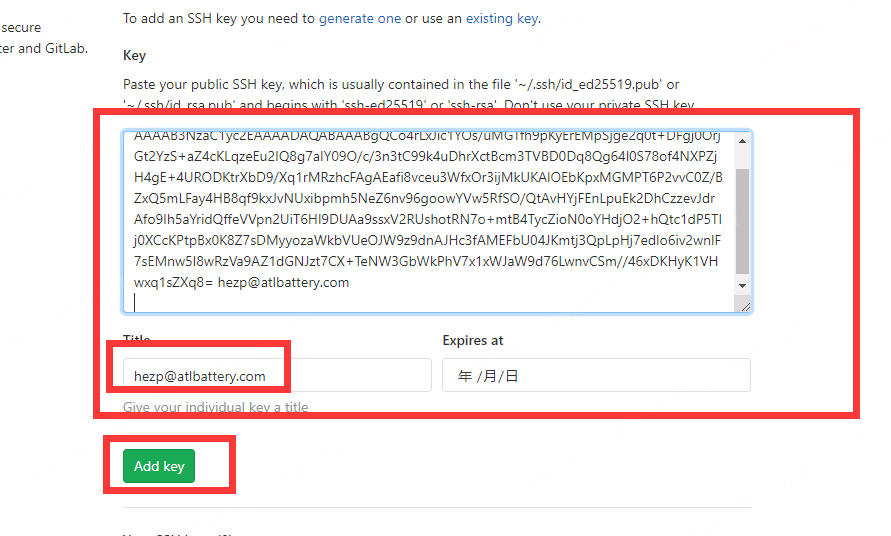 secure
ter and GitLab.
To add an SSH key you need to generate one or use an existing key.
Key
Paste your public SSH key, which is usually contained in the file '~/.ssh/id_ed25519.pub' or
'~/.ssh/id_rsa.pub' and begins with 'ssh-ed25519' or 'ssh-rsa'. Don't use your private SSH key.
AAAAB3NzaC1yc2EAAAADAQABAAABgQCo4rLxJic1YOs/uMGTfh9pKyErEMpSjge2q0t+DFgj0Orj
Gt2YzS+aZ4cKLqzeEu2IQ8g7aIY09O/c/3n3tC99k4uDhrXctBcm3TVBD0Dq8Qg64I0S78of4NXPZj
H4gE+4URODKtrXbD9/Xq1rMRzhcFAgAEafi8vceu3WfxOr3ijMkUKAIOEbKpxMGMPT6P2vvC0Z/B
ZxQ5mLFay4HB8qf9kxJvNUxibpmh5NeZ6nv96goowYVw5RfSO/QtAvHYjFEnLpuEk2DhCzzevJdr
Afo9Ih5aYridQffeVVpn2UiT6HI9DUAa9ssxV2RUshotRN7o+mtB4TycZioN0oYHdjO2+hQtc1dP5TI
j0XCcKPtpBx0K8Z7sDMyyozaWkbVUeOJW9z9dnAJHc3fAMEFbU04JKmtj3QpLpHj7edIo6iv2wnIF
7sEMnw5I8wRzVa9AZ1dGNJzt7CX+TeNW3GbWkPhV7x1xWJaW9d76LwnvCSm//46xDKHyK1VH
wxq1sZXq8= hezp@atlbattery.com
Title
Expires at
hezp@atlbattery.com
年 /月/日
Give your individual key a title
Add key